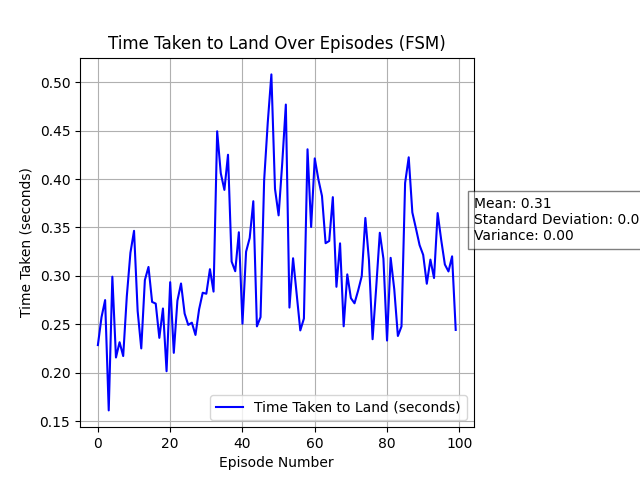 Time Taken to Land Over Episodes (FSM)
Time Taken (seconds)
0.50
0.45
0.40
0.35
0.30
0.25
0.20
0.15
Mean: 0.31
Standard Deviation: 0.0
Variance: 0.00
Time Taken to Land (seconds)
0 20 40 60 80 100
Episode Number